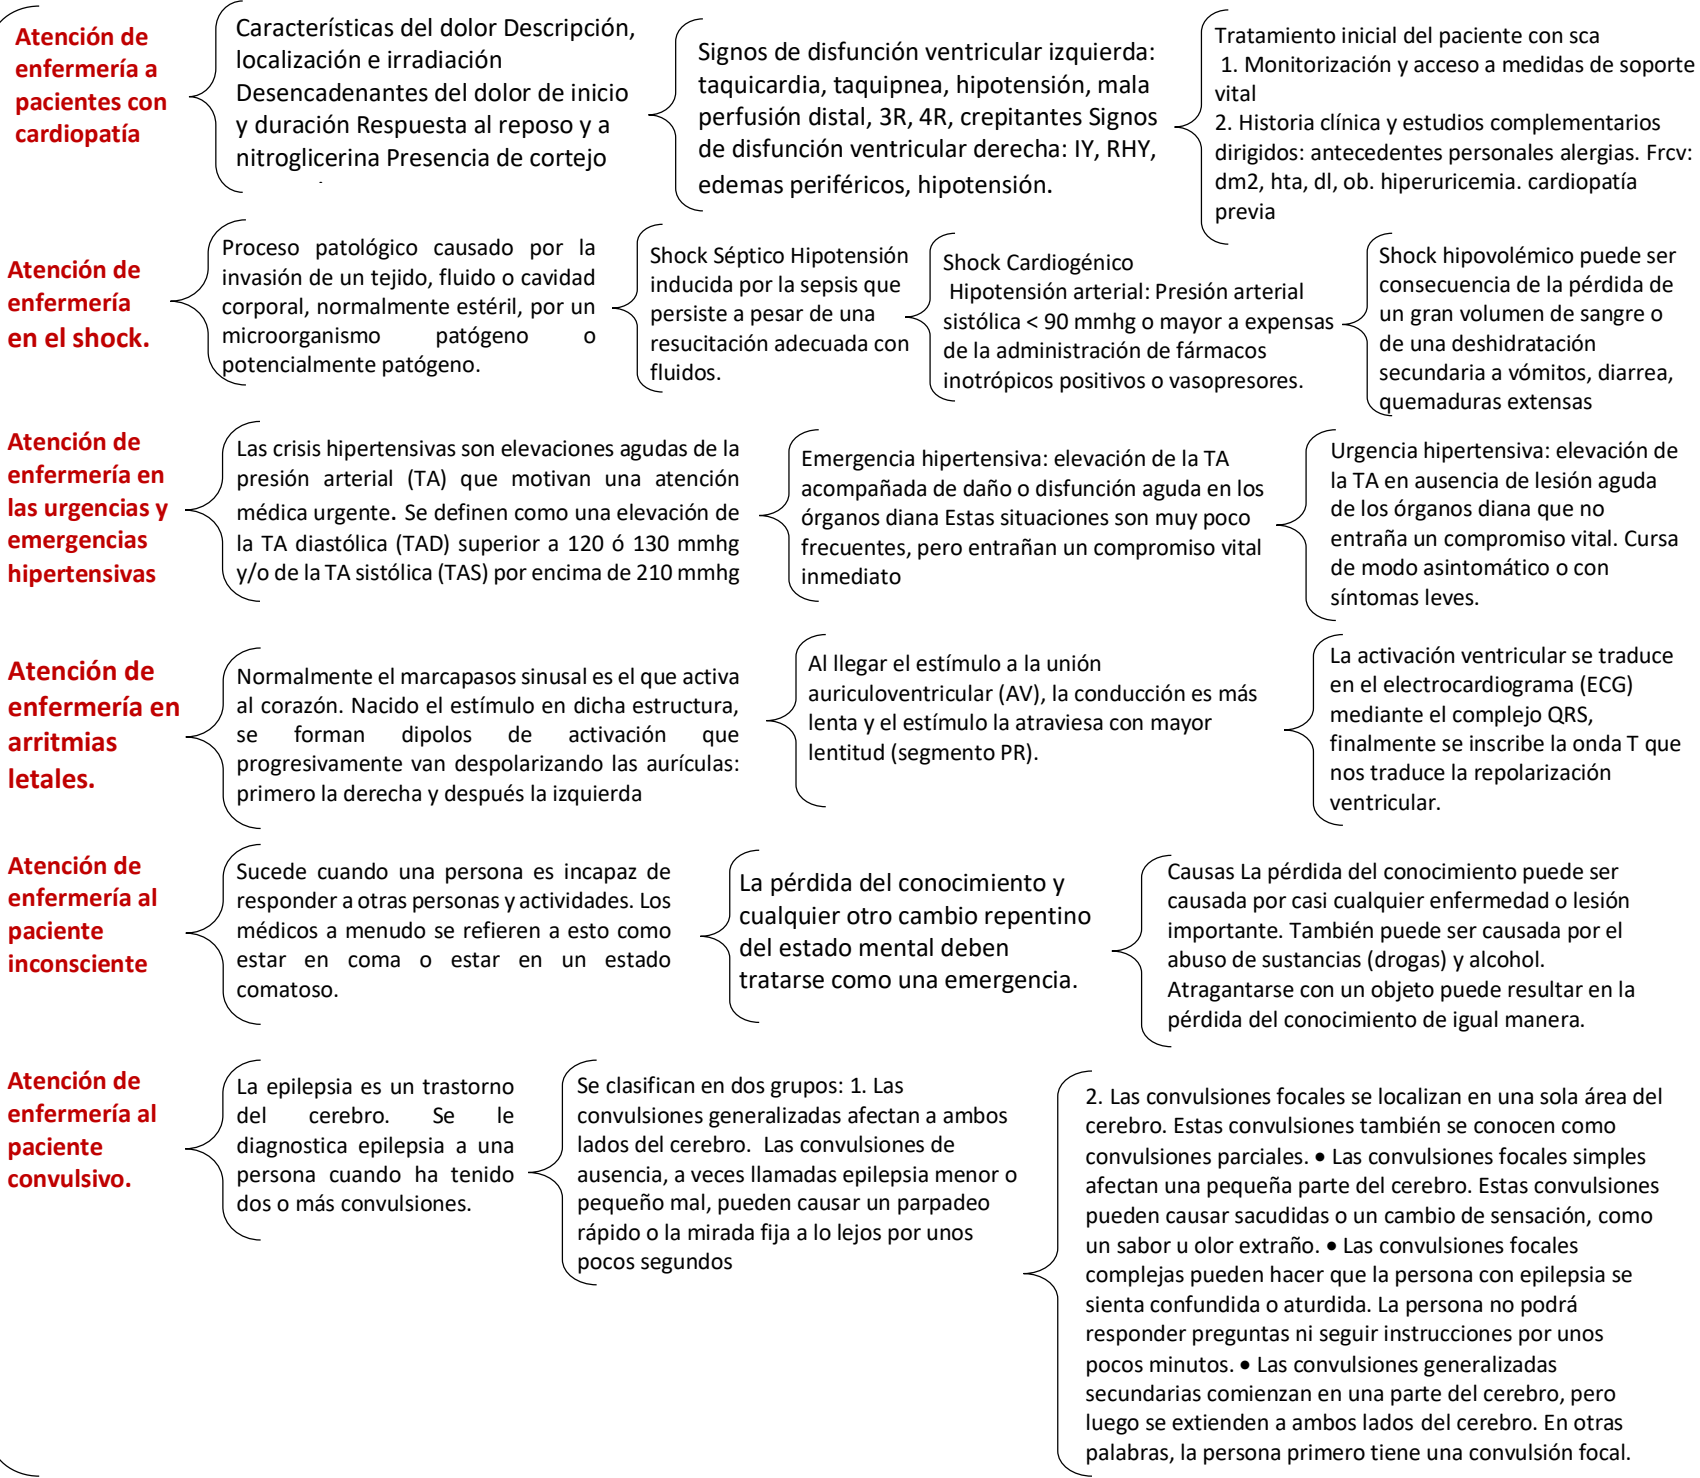 Atención de
enfermería a
pacientes con
cardiopatía
Características del dolor Descripción,
localización e irradiación
Desencadenantes del dolor de inicio
y duración Respuesta al reposo y a
nitroglicerina Presencia de cortejo
Signos de disfunción ventricular izquierda:
taquicardia, taquipnea, hipotensión, mala
perfusión distal, 3R, 4R, crepitantes Signos
de disfunción ventricular derecha: IY, RHY,
edemas periféricos, hipotensión.
Tratamiento inicial del paciente con sca
1. Monitorización y acceso a medidas de soporte
vital
2. Historia clínica y estudios complementarios
dirigidos: antecedentes personales alergias. Frcv:
dm2, hta, dl, ob. hiperuricemia. cardiopatía
previa
Atención de
enfermería
en el shock.
Proceso patológico causado por la
invasión de un tejido, fluido o cavidad
corporal, normalmente estéril, por un
microorganismo patógeno o
potencialmente patógeno.
Shock Séptico Hipotensión
inducida por la sepsis que
persiste a pesar de una
resucitación adecuada con
fluidos.
Shock Cardiogénico
Hipotensión arterial: Presión arterial
sistólica < 90 mmhg o mayor a expensas
de la administración de fármacos
inotrópicos positivos o vasopresores.
Shock hipovolémico puede ser
consecuencia de la pérdida de
un gran volumen de sangre o
de una deshidratación
secundaria a vómitos, diarrea,
quemaduras extensas
Atención de
enfermería en
las urgencias y
emergencias
hipertensivas
Las crisis hipertensivas son elevaciones agudas de la
presión arterial (TA) que motivan una atención
médica urgente. Se definen como una elevación de
la TA diastólica (TAD) superior a 120 ó 130 mmhg
y/o de la TA sistólica (TAS) por encima de 210 mmhg
Emergencia hipertensiva: elevación de la TA
acompañada de daño o disfunción aguda en los
órganos diana Estas situaciones son muy poco
frecuentes, pero entrañan un compromiso vital
inmediato
Urgencia hipertensiva: elevación de
la TA en ausencia de lesión aguda
de los órganos diana que no
entraña un compromiso vital. Cursa
de modo asintomático o con
síntomas leves.
Atención de
enfermería en
arritmias
letales.
Normalmente el marcapasos sinusal es el que activa
al corazón. Nacido el estímulo en dicha estructura,
se forman dipolos de activación que
progresivamente van despolarizando las aurículas:
primero la derecha y después la izquierda
Al llegar el estímulo a la unión
auriculoventricular (AV), la conducción es más
lenta y el estímulo la atraviesa con mayor
lentitud (segmento PR).
La activación ventricular se traduce
en el electrocardiograma (ECG)
mediante el complejo QRS,
finalmente se inscribe la onda T que
nos traduce la repolarización
ventricular.
Atención de
enfermería al
paciente
inconsciente
Sucede cuando una persona es incapaz de
responder a otras personas y actividades. Los
médicos a menudo se refieren a esto como
estar en coma o estar en un estado
comatoso.
La pérdida del conocimiento y
cualquier otro cambio repentino
del estado mental deben
tratarse como una emergencia.
Causas La pérdida del conocimiento puede ser
causada por casi cualquier enfermedad o lesión
importante. También puede ser causada por el
abuso de sustancias (drogas) y alcohol.
Atragantarse con un objeto puede resultar en la
pérdida del conocimiento de igual manera.
Atención de
enfermería al
paciente
convulsivo.
La epilepsia es un trastorno
del cerebro. Se le
diagnostica epilepsia a una
persona cuando ha tenido
dos o más convulsiones.
Se clasifican en dos grupos: 1. Las
convulsiones generalizadas afectan a ambos
lados del cerebro. Las convulsiones de
ausencia, a veces llamadas epilepsia menor o
pequeño mal, pueden causar un parpadeo
rápido o la mirada fija a lo lejos por unos
pocos segundos
2. Las convulsiones focales se localizan en una sola área del
cerebro. Estas convulsiones también se conocen como
convulsiones parciales. • Las convulsiones focales simples
afectan una pequeña parte del cerebro. Estas convulsiones
pueden causar sacudidas o un cambio de sensación, como
un sabor u olor extraño. • Las convulsiones focales
complejas pueden hacer que la persona con epilepsia se
sienta confundida o aturdida. La persona no podrá
responder preguntas ni seguir instrucciones por unos
pocos minutos. • Las convulsiones generalizadas
secundarias comienzan en una parte del cerebro, pero
luego se extienden a ambos lados del cerebro. En otras
palabras, la persona primero tiene una convulsión focal.